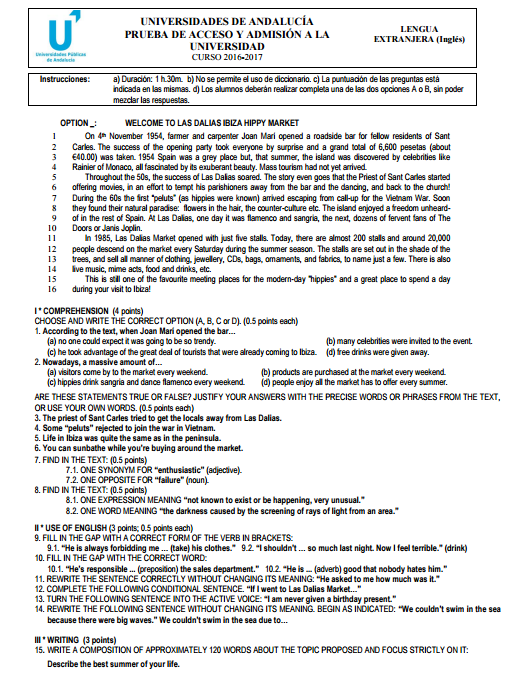 Universidades Públicas
de Andalucía
UNIVERSIDADES DE ANDALUCÍA
PRUEBA DE ACCESO Y ADMISIÓN A LA
UNIVERSIDAD
CURSO 2016-2017
LENGUA
EXTRANJERA (Inglés)
Instrucciones:
a) Duración: 1 h.30m. b) No se permite el uso de diccionario. c) La puntuación de las preguntas está
indicada en las mismas. d) Los alumnos deberán realizar completa una de las dos opciones A o B, sin poder
mezclar las respuestas.
OPTION _: WELCOME TO LAS DALIAS IBIZA HIPPY MARKET
1 On 4th November 1954, farmer and carpenter Joan Mari opened a roadside bar for fellow residents of Sant
2 Carles. The success of the opening party took everyone by surprise and a grand total of 6,600 pesetas (about
3 €40.00) was taken. 1954 Spain was a grey place but, that summer, the island was discovered by celebrities like
4 Rainier of Monaco, all fascinated by its exuberant beauty. Mass tourism had not yet arrived.
5 Throughout the 50s, the success of Las Dalias soared. The story even goes that the Priest of Sant Carles started
6 offering movies, in an effort to tempt his parishioners away from the bar and the dancing, and back to the church!
7 During the 60s the first "peluts" (as hippies were known) arrived escaping from call-up for the Vietnam War. Soon
8 they found their natural paradise: flowers in the hair, the counter-culture etc. The island enjoyed a freedom unheard-
9 of in the rest of Spain. At Las Dalias, one day it was flamenco and sangria, the next, dozens of fervent fans of The
10 Doors or Janis Joplin.
11 In 1985, Las Dalias Market opened with just five stalls. Today, there are almost 200 stalls and around 20,000
12 people descend on the market every Saturday during the summer season. The stalls are set out in the shade of the
13 trees, and sell all manner of clothing, jewellery, CDs, bags, ornaments, and fabrics, to name just a few. There is also
14 live music, mime acts, food and drinks, etc.
15 This is still one of the favourite meeting places for the modern-day "hippies" and a great place to spend a day
16 during your visit to Ibiza!
I * COMPREHENSION (4 points)
CHOOSE AND WRITE THE CORRECT OPTION (A, B, C or D). (0.5 points each)
1. According to the text, when Joan Mari opened the bar…
(a) no one could expect it was going to be so trendy. (b) many celebrities were invited to the event.
(c) he took advantage of the great deal of tourists that were already coming to Ibiza. (d) free drinks were given away.
2. Nowadays, a massive amount of…
(a) visitors come by to the market every weekend. (b) products are purchased at the market every weekend.
(c) hippies drink sangria and dance flamenco every weekend. (d) people enjoy all the market has to offer every summer.
ARE THESE STATEMENTS TRUE OR FALSE? JUSTIFY YOUR ANSWERS WITH THE PRECISE WORDS OR PHRASES FROM THE TEXT,
OR USE YOUR OWN WORDS. (0.5 points each)
3. The priest of Sant Carles tried to get the locals away from Las Dalias.
4. Some "peluts" rejected to join the war in Vietnam.
5. Life in Ibiza was quite the same as in the peninsula.
6. You can sunbathe while you're buying around the market.
7. FIND IN THE TEXT: (0.5 points)
7.1. ONE SYNONYM FOR "enthusiastic" (adjective).
7.2. ONE OPPOSITE FOR "failure" (noun).
8. FIND IN THE TEXT: (0.5 points)
8.1. ONE EXPRESSION MEANING "not known to exist or be happening, very unusual."
8.2. ONE WORD MEANING "the darkness caused by the screening of rays of light from an area."
II * USE OF ENGLISH (3 points; 0.5 points each)
9. FILL IN THE GAP WITH A CORRECT FORM OF THE VERB IN BRACKETS:
9.1. "He is always forbidding me ... (take) his clothes." 9.2. "I shouldn't ... so much last night. Now I feel terrible." (drink)
10. FILL IN THE GAP WITH THE CORRECT WORD:
10.1. "He's responsible ... (preposition) the sales department." 10.2. "He is ... (adverb) good that nobody hates him."
11. REWRITE THE SENTENCE CORRECTLY WITHOUT CHANGING ITS MEANING: "He asked to me how much was it."
12. COMPLETE THE FOLLOWING CONDITIONAL SENTENCE. "If I went to Las Dalias Market…"
13. TURN THE FOLLOWING SENTENCE INTO THE ACTIVE VOICE: "I am never given a birthday present."
14. REWRITE THE FOLLOWING SENTENCE WITHOUT CHANGING ITS MEANING. BEGIN AS INDICATED: "We couldn't swim in the sea
because there were big waves." We couldn't swim in the sea due to…
III * WRITING (3 points)
15. WRITE A COMPOSITION OF APPROXIMATELY 120 WORDS ABOUT THE TOPIC PROPOSED AND FOCUS STRICTLY ON IT:
Describe the best summer of your life.